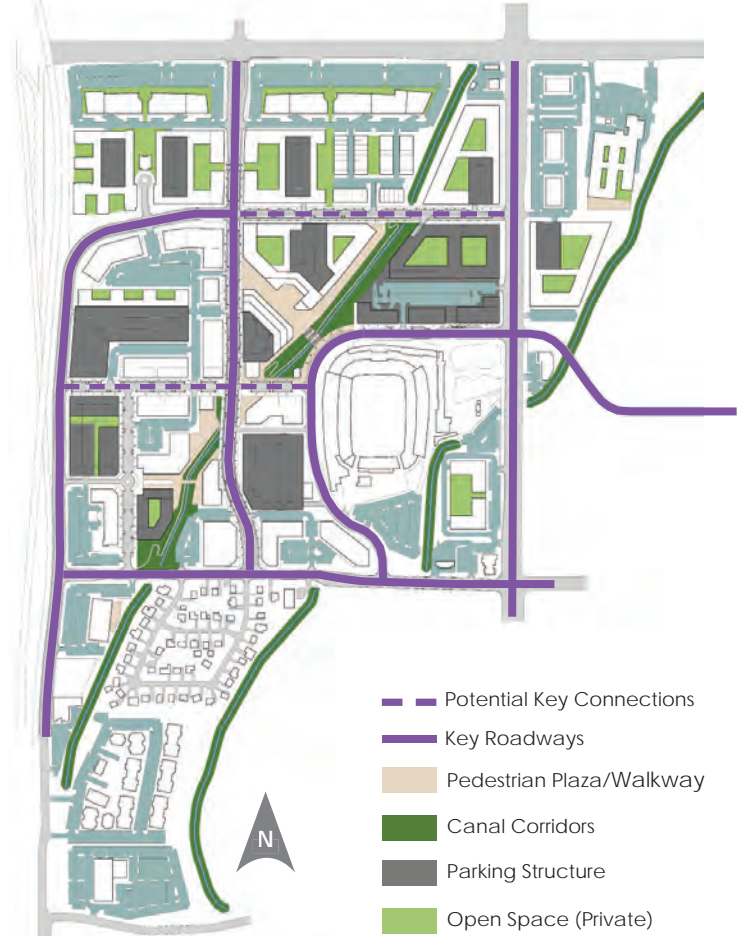 Potential Key Connections
Key Roadways
Pedestrian Plaza/Walkway
N
Canal Corridors
Parking Structure
Open Space (Private)